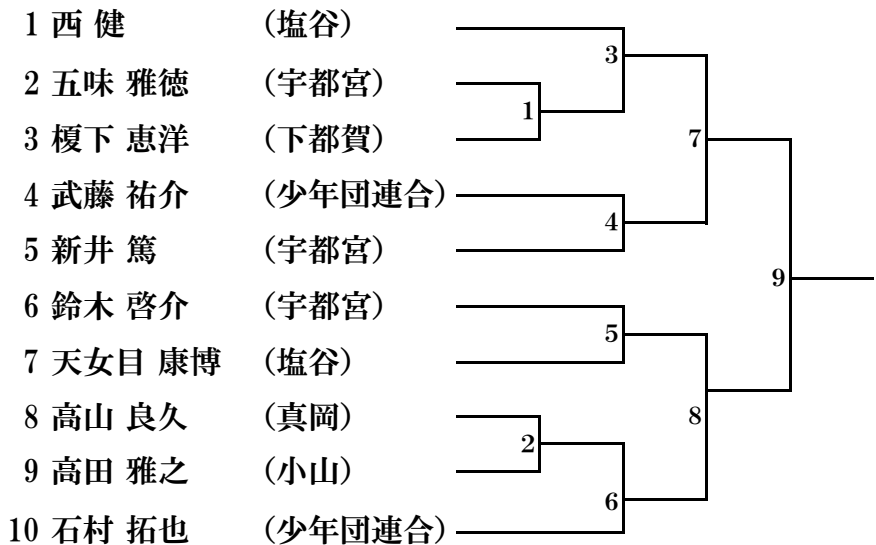 1 西 健 （塩谷）
2 五味 雅徳 （宇都宮）
3 榎下 恵洋 （下都賀）
4 武藤 祐介 （少年団連合）
5 新井 篤 （宇都宮）
6 鈴木 啓介 （宇都宮）
7 天女目 康博 （塩谷）
8 高山 良久 （真岡）
9 高田 雅之 （小山）
10 石村 拓也 （少年団連合）
3
1
7
4
9
5
8
2
6